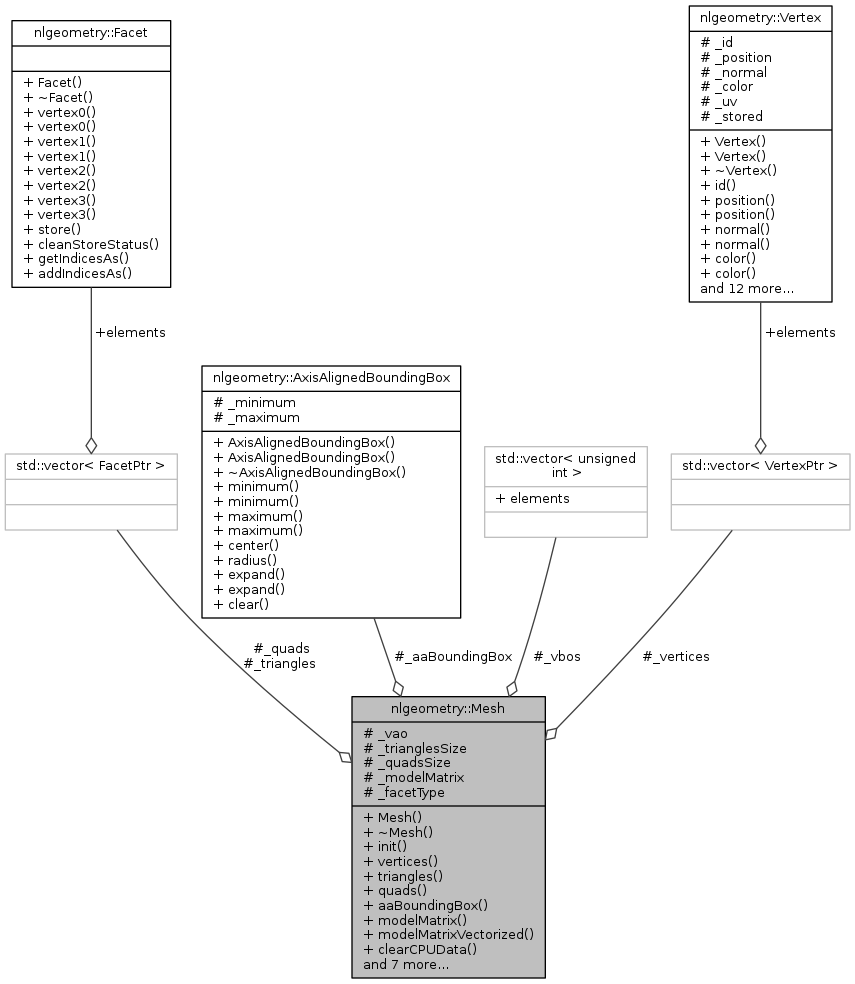 nlgeometry::Facet
+ Facet()
+ ~Facet()
+ vertex0()
+ vertex0()
+ vertex1()
+ vertex1()
+ vertex2()
+ vertex2()
+ vertex3()
+ vertex3()
+ store()
+ cleanStoreStatus()
+ getIndicesAs()
+ addIndicesAs()
nlgeometry::Vertex
# _id
# _position
# _normal
# _color
# _uv
# _stored
+ Vertex()
+ Vertex()
+ ~Vertex()
+ id()
+ position()
+ position()
+ normal()
+ normal()
+ color()
+ color()
and 12 more...
+elements
+elements
nlgeometry::AxisAlignedBoundingBox
# _minimum
# _maximum
+ AxisAlignedBoundingBox()
+ AxisAlignedBoundingBox()
+ ~AxisAlignedBoundingBox()
+ minimum()
+ minimum()
+ maximum()
+ maximum()
+ center()
+ radius()
+ expand()
+ expand()
+ clear()
std::vector< FacetPtr >
std::vector< unsigned
int >
+ elements
std::vector< VertexPtr >
#_quads
#_triangles
#_aaBoundingBox
#_vbos
#_vertices
nlgeometry::Mesh
# _vao
# _trianglesSize
# _quadsSize
# _modelMatrix
# _facetType
+ Mesh()
+ ~Mesh()
+ init()
+ vertices()
+ triangles()
+ quads()
+ aaBoundingBox()
+ modelMatrix()
+ modelMatrixVectorized()
+ clearCPUData()
and 7 more...